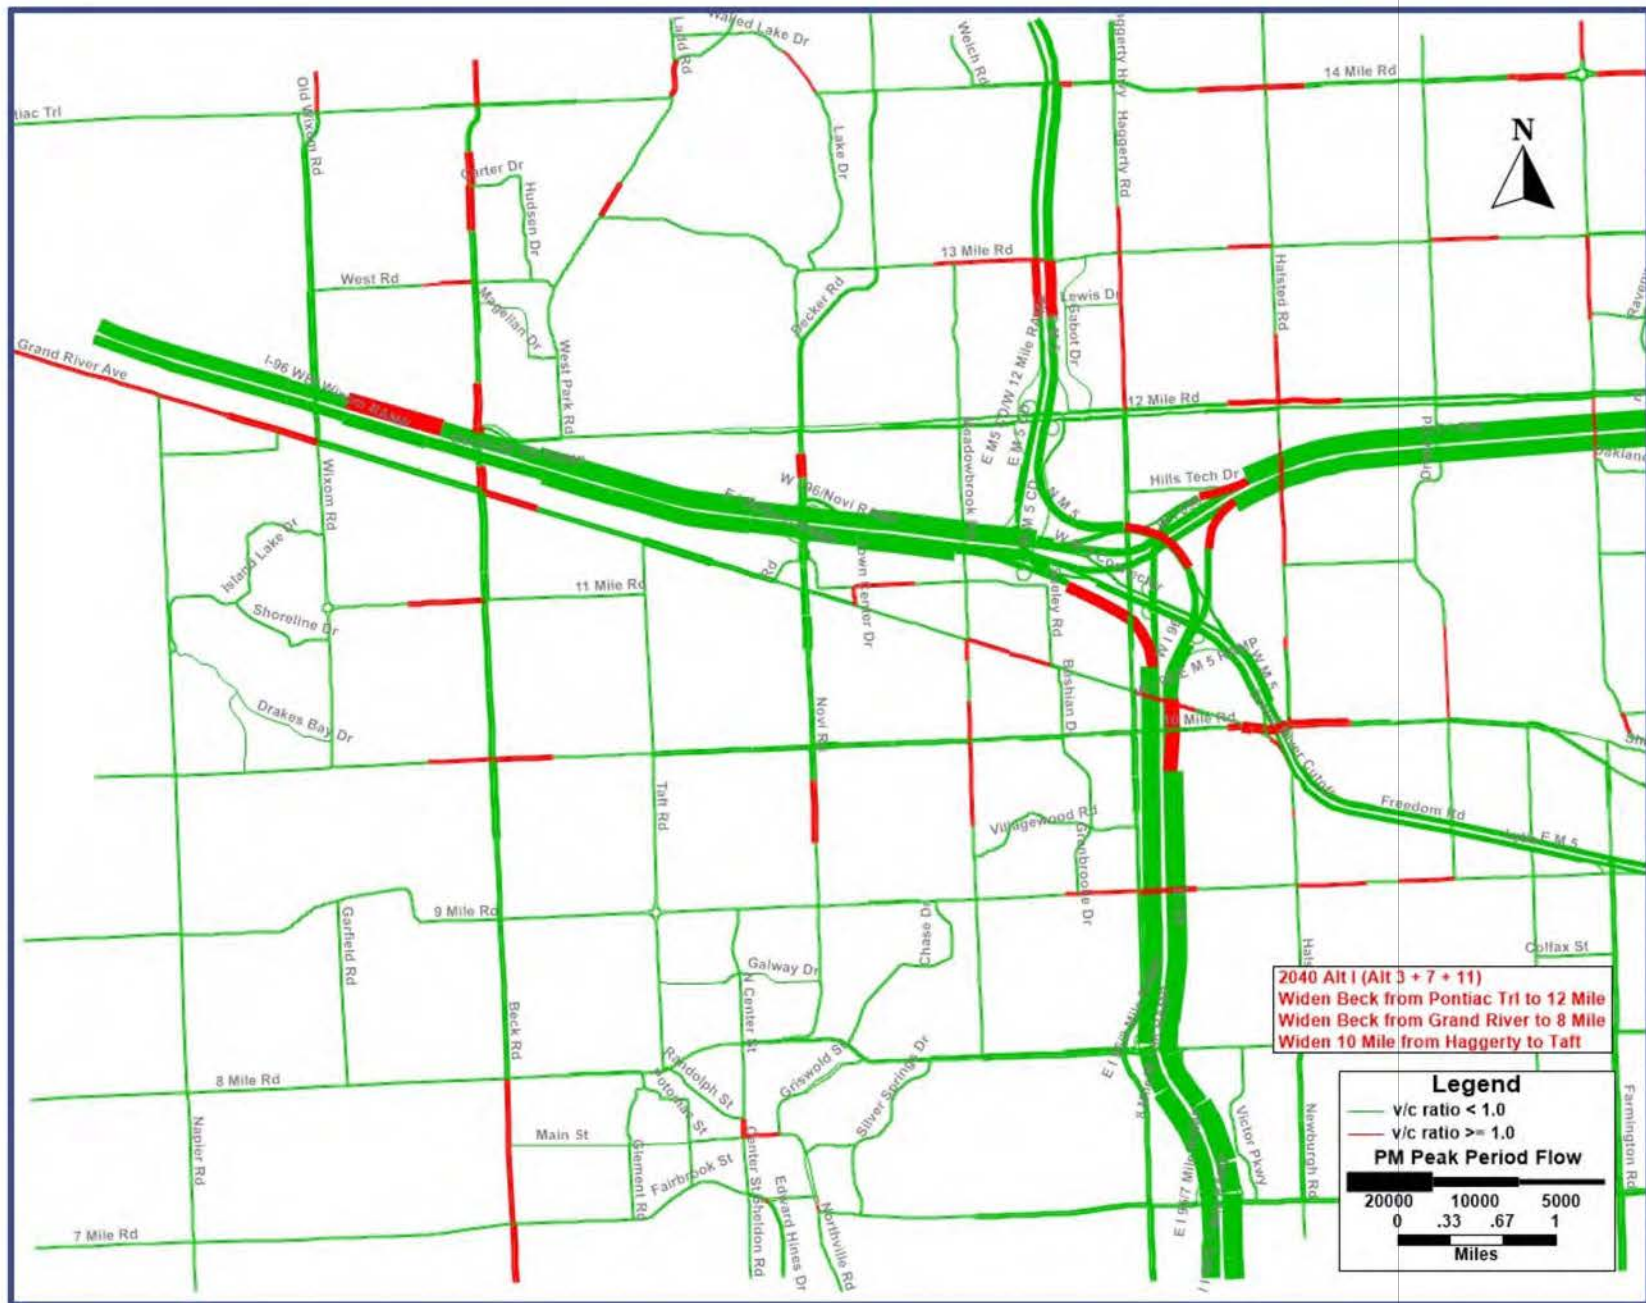 Walled Lake Dr
Ladd Rd
Welch Rd
14 Mile Rd
Old Wixom Rd
Haggerty Rd
Lake Dr
Carter Dr
Hudson Dr
N
13 Mile Rd
West Rd
Halsted Rd
Lewis Dr
Cabot Dr
Magellan Dr
Decker Rd
Grand River Ave
West Park Rd
12 Mile Rd
Wixom Rd
Hills Tech Dr
N M 5
Island Lake Dr
11 Mile Rd
Shoreline Dr
Bashian D
Drakes Bay Dr
Novi Rd
10 Mile Rd
Taft Rd
Freedom Rd
Villagewood Rd
9 Mile Rd
Garfield Rd
Chase Dr
Colfax St
Galway Dr
N Center St
Beck Rd
2040 Alt I (Alt 3 + 7 + 11)
Widen Beck from Pontiac Trl to 12 Mile
Widen Beck from Grand River to 8 Mile
Widen 10 Mile from Haggerty to Taft
Randolph St
Griswold St
Silver Springs Dr
8 Mile Rd
Main St
Napier Rd
Clement Rd
Fairbrook St
Center St
Sheldon Rd
Edward Hines Dr
Northville Rd
Victor Pkwy
Newburgh Rd
Farmington Rd
7 Mile Rd
Legend
v/c ratio < 1.0
v/c ratio >= 1.0
PM Peak Period Flow
20000 10000 5000
0 .33 .67 1
Miles